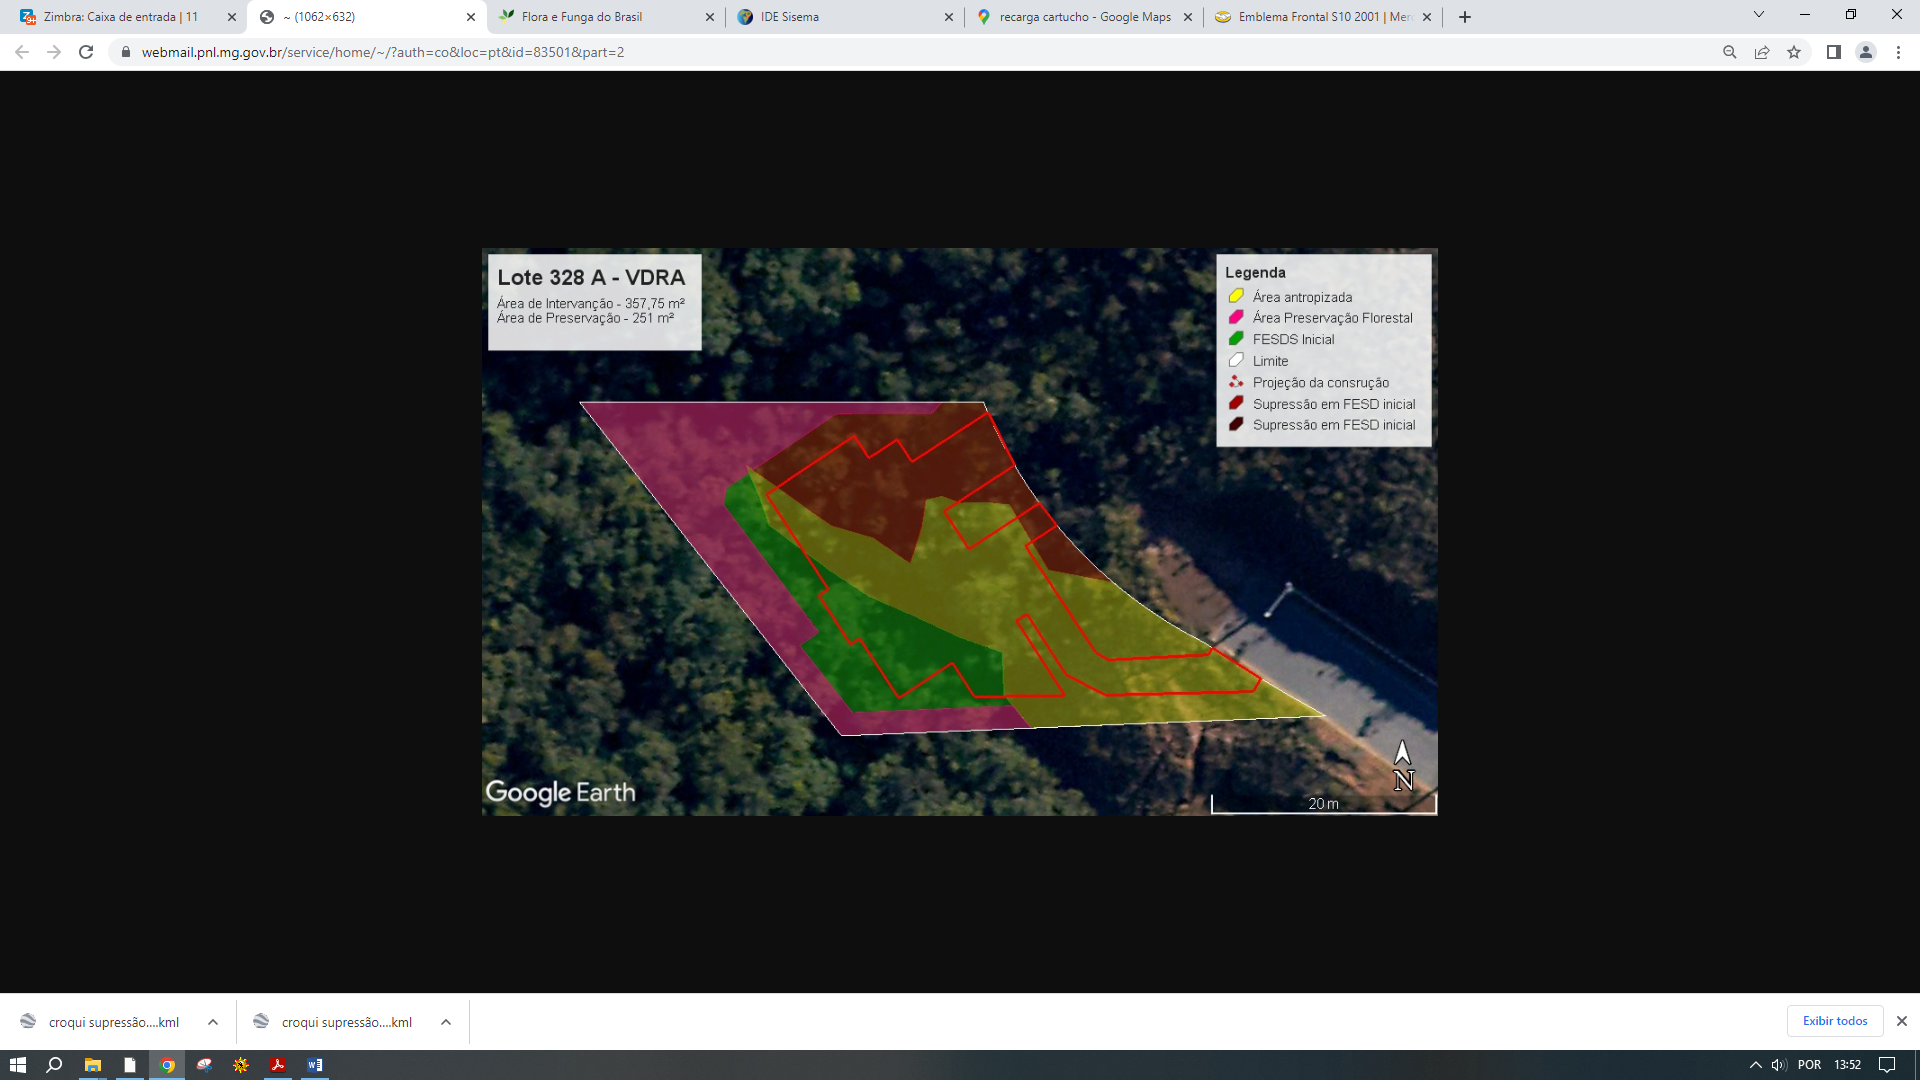 Zimbra: Caixa de entrada | 11
~ (1062×632)
Flora e Funga do Brasil
IDE Sisema
recarga cartucho - Google Maps
Emblema Frontal S10 2001 | Merc
webmail.pnl.mg.gov.br/service/home/~/?auth=co&loc=pt&id=83501&part=2
Lote 328 A - VDRA
Área de Intervanção - 357,75 m²
Área de Preservação - 251 m²
Legenda
Área antropizada
Área Preservação Florestal
FESDS Inicial
Limite
Projeção da consrução
Supressão em FESD inicial
Supressão em FESD inicial
N
Google Earth
20 m
croqui supressão....kml
croqui supressão....kml
Exibir todos
POR
13:52